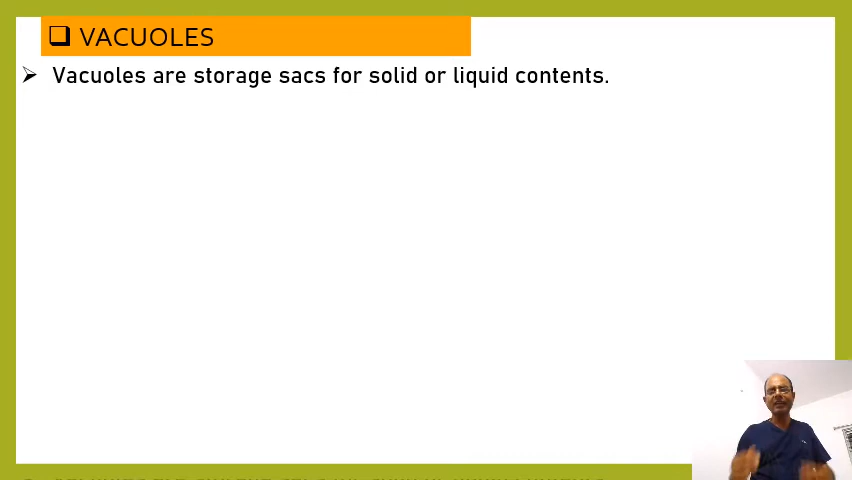 ❑ VACUOLES
➢ Vacuoles are storage sacs for solid or liquid contents.